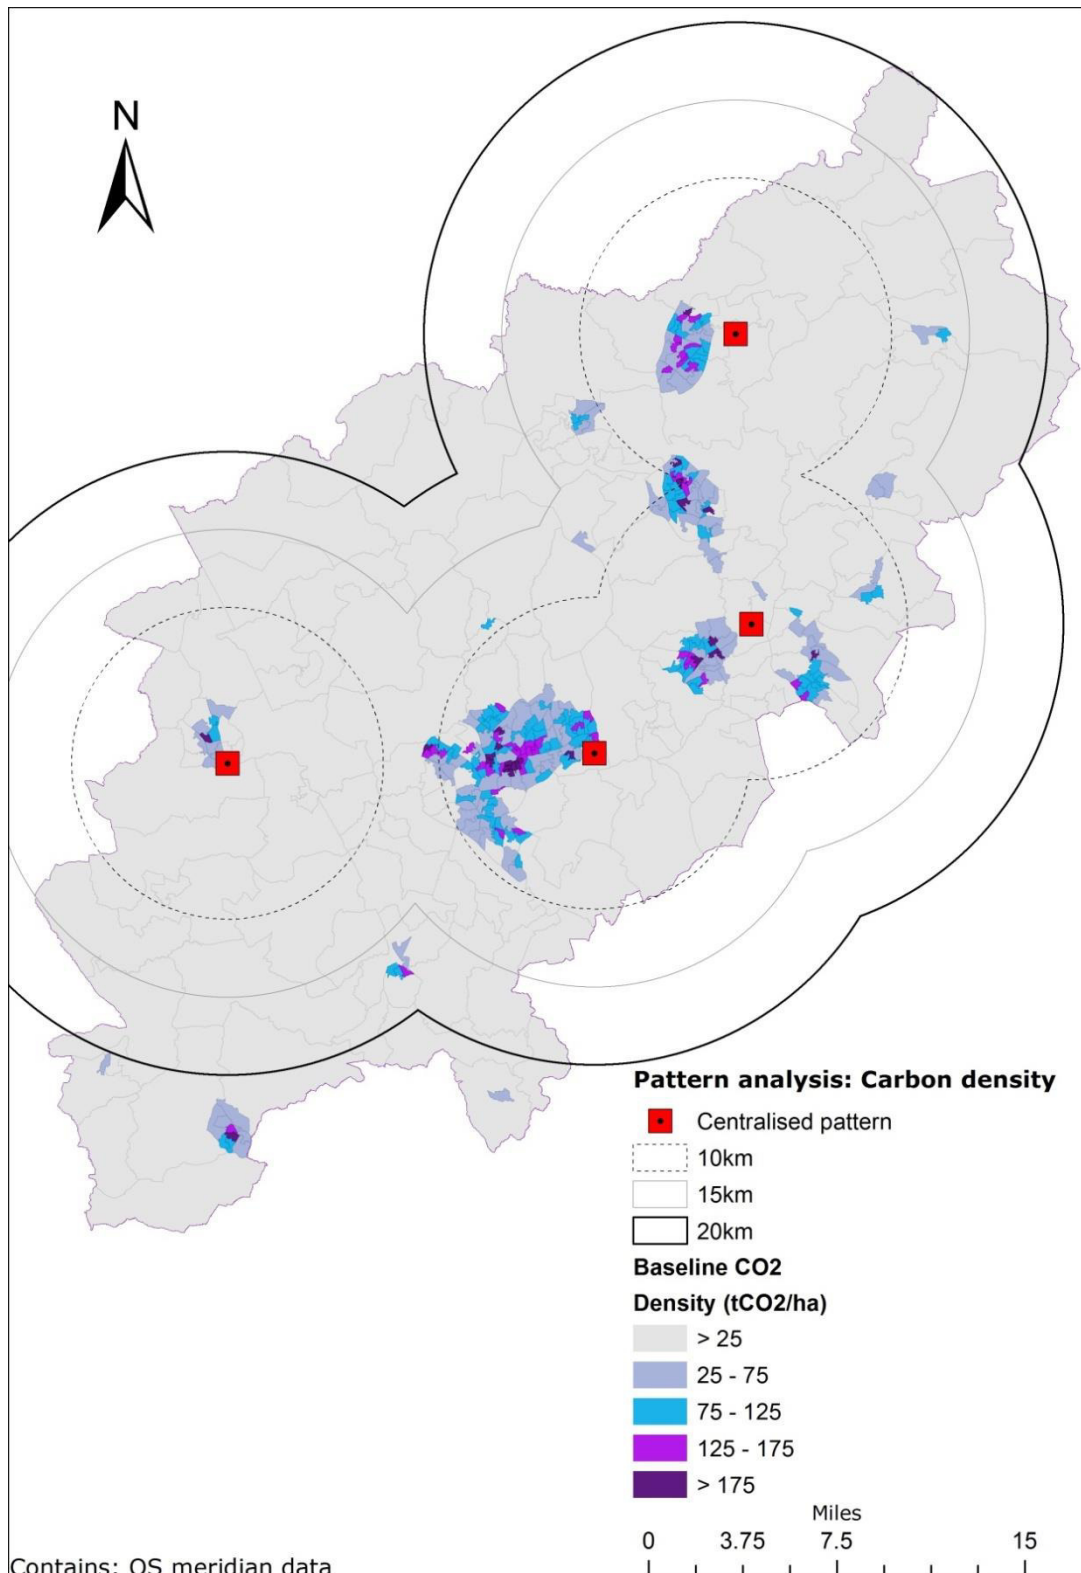 N
Pattern analysis: Carbon density
Centralised pattern
10km
15km
20km
Baseline CO2
Density (tCO2/ha)
> 25
25 - 75
75 - 125
125 - 175
> 175
Miles
0 3.75 7.5 15
Contains: OS meridian data